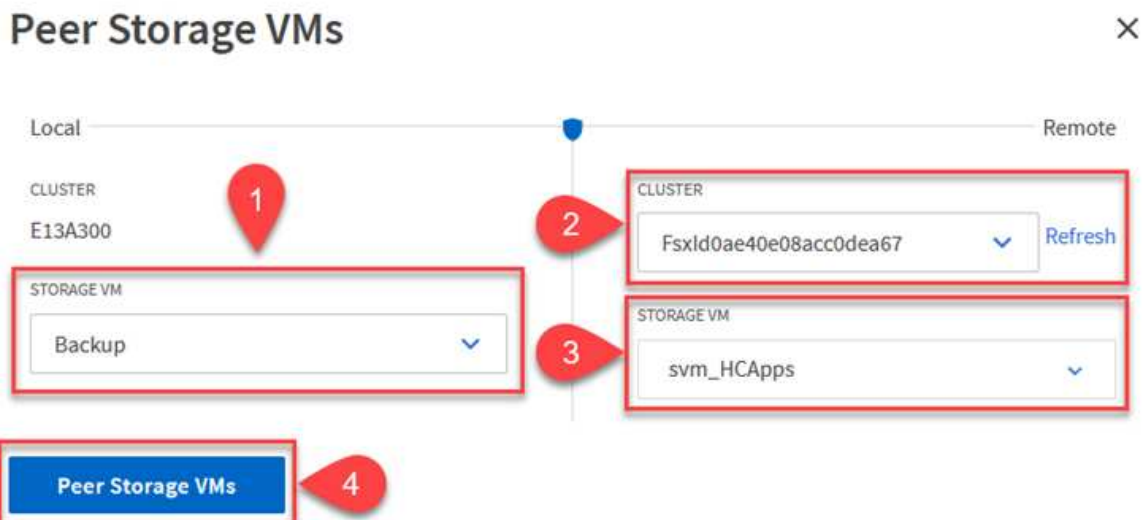 Peer Storage VMs
Local
Remote
CLUSTER
E13A300
1
STORAGE VM
Backup
2
CLUSTER
FsxId0ae40e08acc0dea67
Refresh
3
STORAGE VM
svm_HCApps
Peer Storage VMs
4